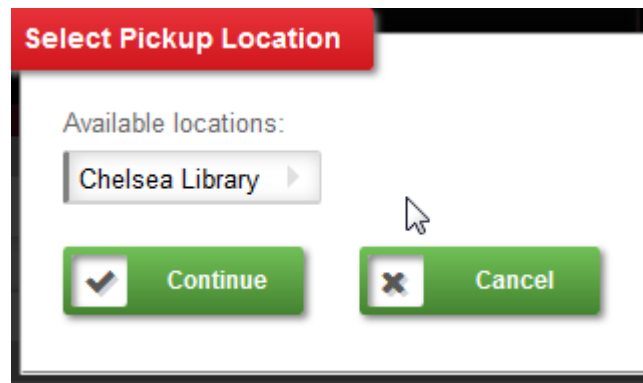 Select Pickup Location
Available locations:
Chelsea Library
Continue
Cancel